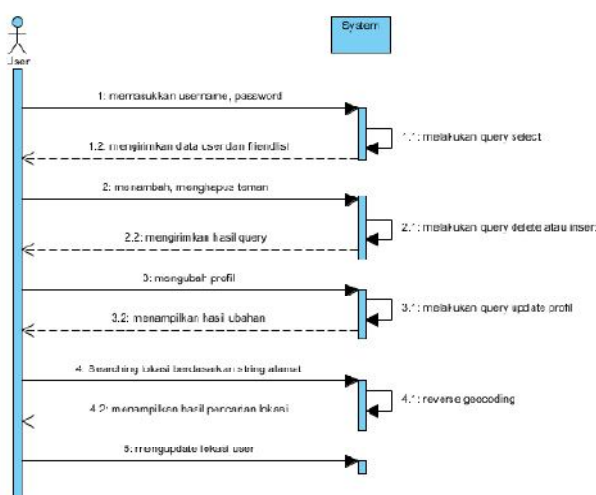 User
System
1: memasukkan username, password
1.1: melakukan query select
1.2: mengirimkan data user dan friendlist
2: menambah, menghapus teman
2.1: melakukan query delete atau insert
2.2: mengirimkan hasil query
3: mengubah profil
3.1: melakukan query update profil
3.2: menampilkan hasil ubahan
4: Searching lokasi berdasarkan string alamat
4.1: reverse geocoding
4.2: menampilkan hasil pencarian lokasi
5: mengupdate lokasi user